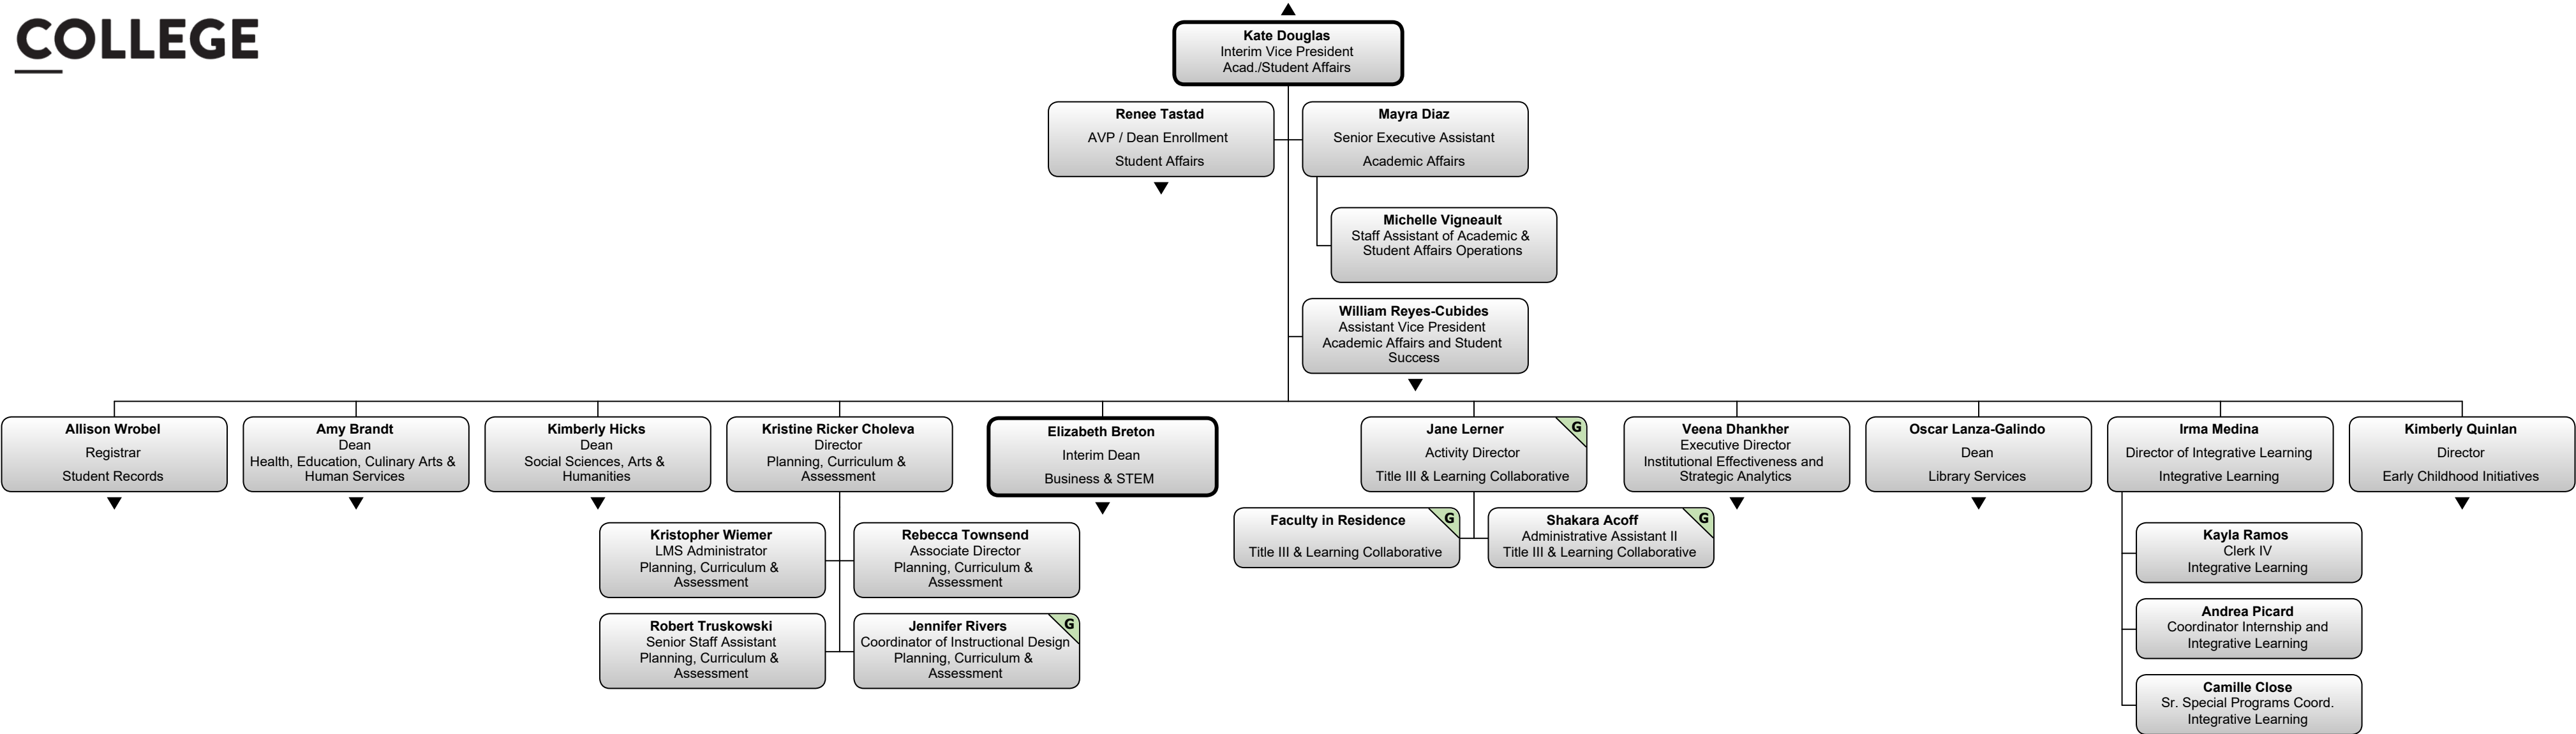 COLLEGE
Kate Douglas
Interim Vice President
Acad./Student Affairs
Renee Tastad
AVP / Dean Enrollment
Student Affairs
Mayra Diaz
Senior Executive Assistant
Academic Affairs
Michelle Vigneault
Staff Assistant of Academic &
Student Affairs Operations
William Reyes-Cubides
Assistant Vice President
Academic Affairs and Student
Success
Allison Wrobel
Registrar
Student Records
Amy Brandt
Dean
Health, Education, Culinary Arts &
Human Services
Kimberly Hicks
Dean
Social Sciences, Arts &
Humanities
Kristine Ricker Choleva
Director
Planning, Curriculum &
Assessment
Elizabeth Breton
Interim Dean
Business & STEM
Jane Lerner
G
Activity Director
Title III & Learning Collaborative
Veena Dhankher
Executive Director
Institutional Effectiveness and
Strategic Analytics
Oscar Lanza-Galindo
Dean
Library Services
Irma Medina
Director of Integrative Learning
Integrative Learning
Kimberly Quinlan
Director
Early Childhood Initiatives
Kristopher Wiemer
LMS Administrator
Planning, Curriculum &
Assessment
Rebecca Townsend
Associate Director
Planning, Curriculum &
Assessment
Robert Truskowski
Senior Staff Assistant
Planning, Curriculum &
Assessment
Jennifer Rivers
G
Coordinator of Instructional Design
Planning, Curriculum &
Assessment
Faculty in Residence
G
Title III & Learning Collaborative
Shakara Acoff
G
Administrative Assistant II
Title III & Learning Collaborative
Kayla Ramos
Clerk IV
Integrative Learning
Andrea Picard
Coordinator Internship and
Integrative Learning
Camille Close
Sr. Special Programs Coord.
Integrative Learning